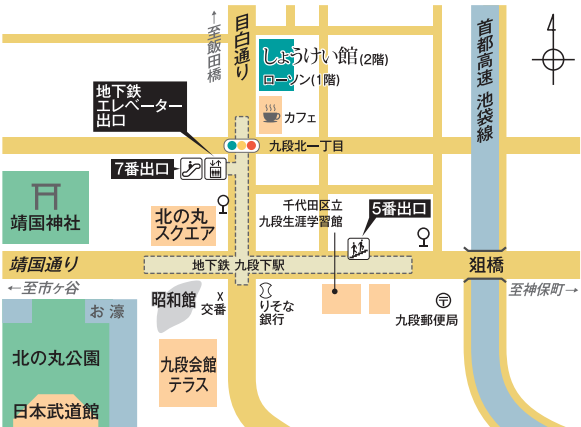 ←至飯田橋
目白通り
首都高速 池袋線
4
しょうけい館(2階)
ローソン(1階)
地下鉄
エレベーター
出口
カフェ
九段北一丁目
7番出口
靖国神社
北の丸
スクエア
千代田区立
九段生涯学習館
5番出口
靖国通り
地下鉄 九段下駅
俎橋
←至市ケ谷
至神保町→
昭和館
X
交番
りそな
銀行
〒
九段郵便局
お濠
北の丸公園
九段会館
テラス
日本武道館